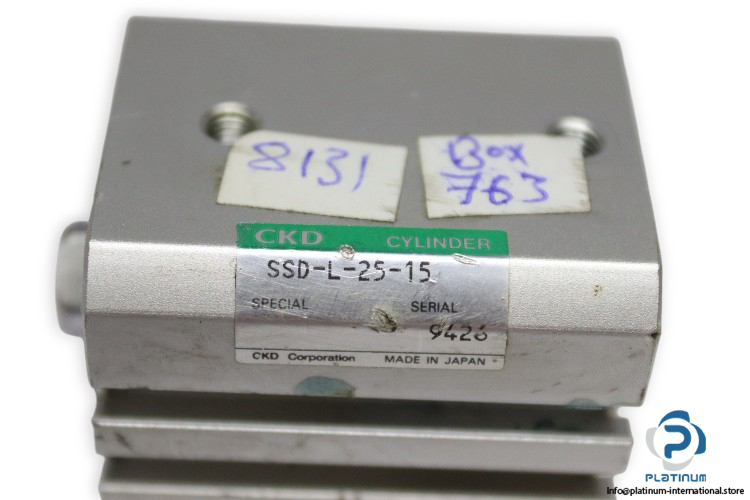 8131
Box
763
CKD CYLINDER
SSD-L-25-15
SPECIAL SERIAL
9426
CKD Corporation MADE IN JAPAN
PLATINUM
Info@platinum-international.store